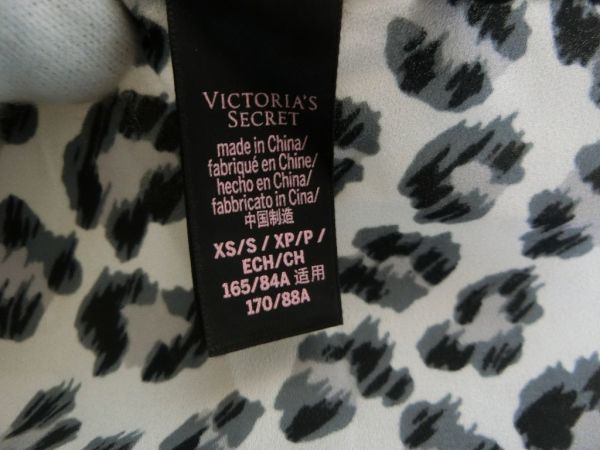 VICTORIA'S
SECRET
made in China/
fabriqué en Chine/
hecho en China/
fabbricato in Cina/
中国制造
XS/S / XP/P /
ECH/CH
165/84A 适用
170/88A